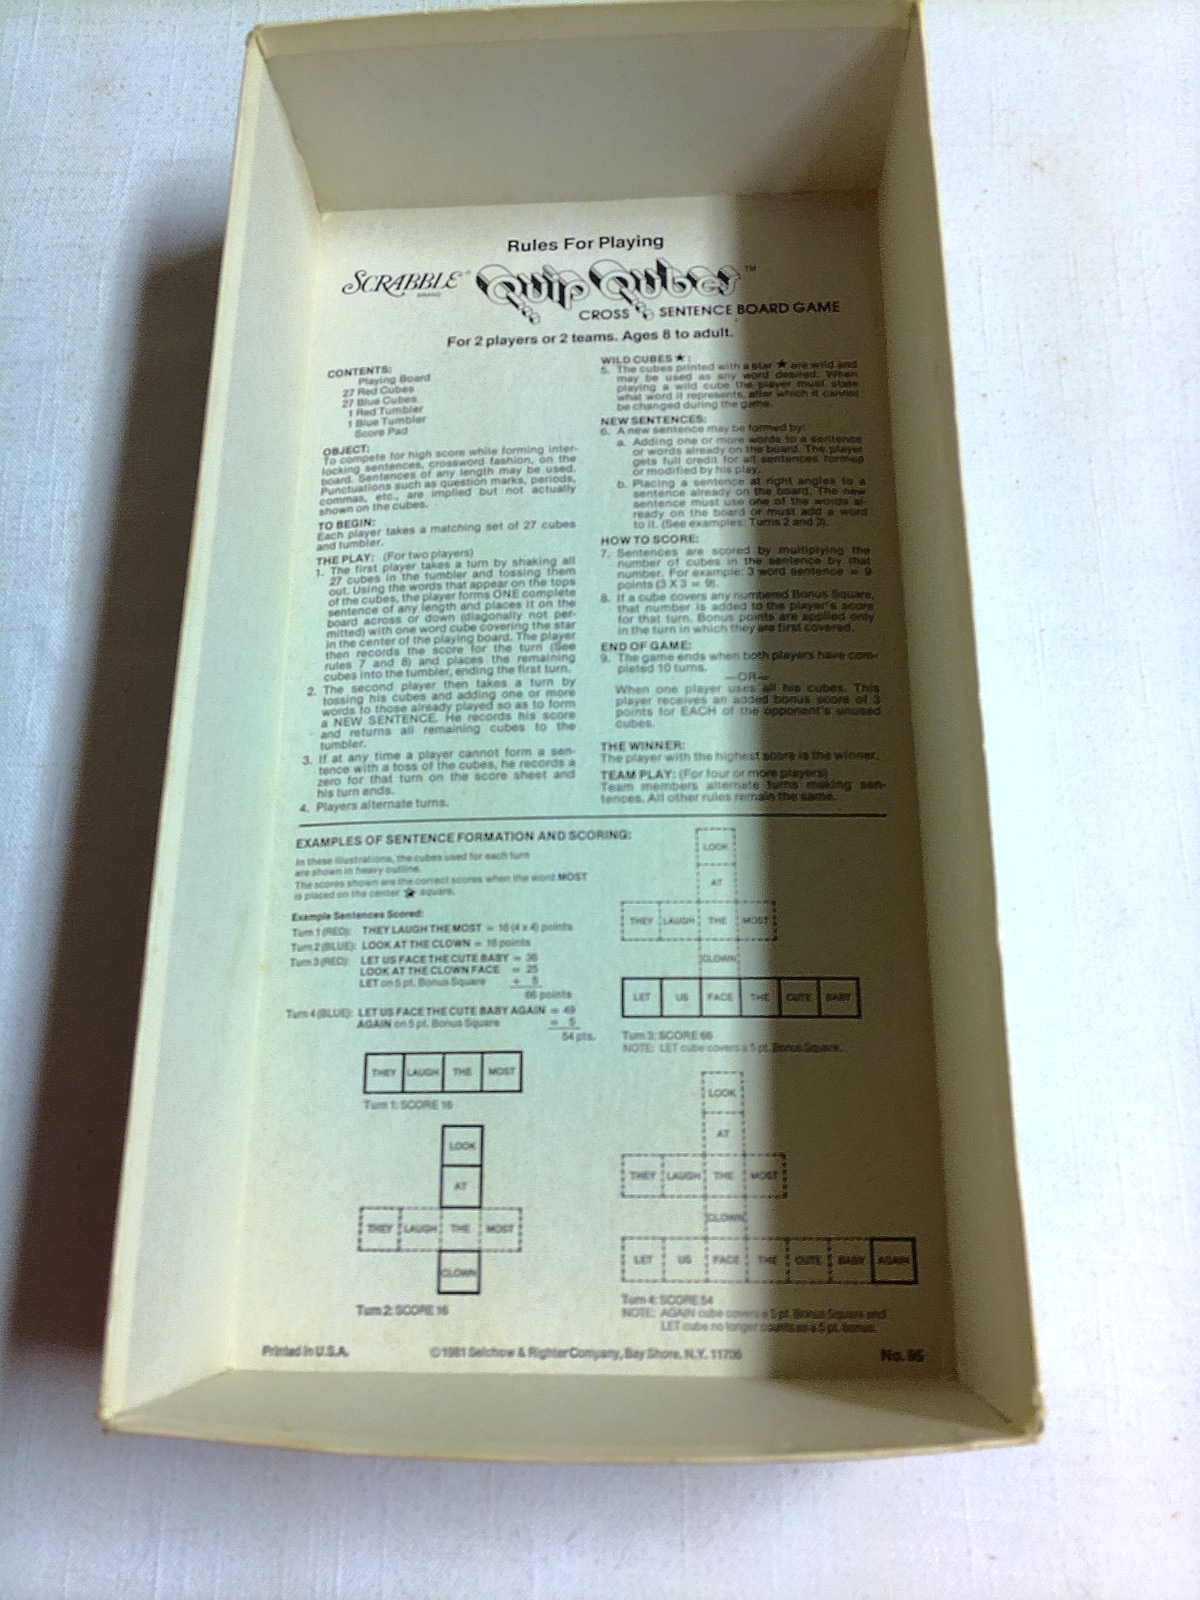 Rules For Playing
SCRABBLE® Quip Qubes™
BRAND
CROSS SENTENCE BOARD GAME
For 2 players or 2 teams. Ages 8 to adult.
CONTENTS:
Playing Board
27 Red Cubes
27 Blue Cubes
1 Red Tumbler
1 Blue Tumbler
Score Pad
OBJECT:
To compete for high score while forming inter-
locking sentences, crossword fashion, on the
board. Sentences of any length may be used.
Punctuations such as question marks, periods,
commas, etc., are implied but not actually
shown on the cubes.
TO BEGIN:
Each player takes a matching set of 27 cubes
and tumbler.
THE PLAY: (For two players)
1. The first player takes a turn by shaking all
27 cubes in the tumbler and tossing them
out. Using the words that appear on the tops
of the cubes, the player forms ONE complete
sentence of any length and places it on the
board across or down (diagonally not per-
mitted) with one word cube covering the star
in the center of the playing board. The player
then records the score for the turn (See
rules 7 and 8) and places the remaining
cubes into the tumbler, ending the first turn.
2. The second player then takes a turn by
tossing his cubes and adding one or more
words to those already played so as to form
a NEW SENTENCE. He records his score
and returns all remaining cubes to the
tumbler.
3. If at any time a player cannot form a sen-
tence with a toss of the cubes, he records a
zero for that turn on the score sheet and
his turn ends.
4. Players alternate turns.
WILD CUBES ★:
5. The cubes printed with a star ★ are wild and
may be used as any word desired. When
playing a wild cube the player must state
what word it represents, after which it cannot
be changed during the game.
NEW SENTENCES:
6. A new sentence may be formed by:
a. Adding one or more words to a sentence
or words already on the board. The player
gets full credit for all sentences formed
or modified by his play.
b. Placing a sentence at right angles to a
sentence already on the board. The new
sentence must use one of the words al-
ready on the board or must add a word
to it. (See examples: Turns 2 and 3).
HOW TO SCORE:
7. Sentences are scored by multiplying the
number of cubes in the sentence by that
number. For example: 3 word sentence = 9
points (3 X 3 = 9).
8. If a cube covers any numbered Bonus Square,
that number is added to the player's score
for that turn. Bonus points are applied only
in the turn in which they are first covered.
END OF GAME:
9. The game ends when both players have com-
pleted 10 turns.
—OR—
When one player uses all his cubes. This
player receives an added bonus score of 3
points for EACH of the opponent's unused
cubes.
THE WINNER:
The player with the highest score is the winner.
TEAM PLAY: (For four or more players)
Team members alternate turns making sen-
tences. All other rules remain the same.
EXAMPLES OF SENTENCE FORMATION AND SCORING:
In these illustrations, the cubes used for each turn
are shown in heavy outline.
The scores shown are the correct scores when the word MOST
is placed on the center ★ square.
Example Sentences Scored:
Turn 1 (RED): THEY LAUGH THE MOST = 16 (4 x 4) points
Turn 2 (BLUE): LOOK AT THE CLOWN = 16 points
Turn 3 (RED): LET US FACE THE CUTE BABY = 36
LOOK AT THE CLOWN FACE = 25
LET on 5 pt. Bonus Square + 5
66 points
Turn 4 (BLUE): LET US FACE THE CUTE BABY AGAIN = 49
AGAIN on 5 pt. Bonus Square = 5
54 pts.
THEY LAUGH THE MOST
Turn 1: SCORE 16
LOOK
AT
THEY LAUGH THE MOST
CLOWN
Turn 2: SCORE 16
LOOK
AT
THEY LAUGH THE MOST
CLOWN
LET US FACE THE CUTE BABY
Turn 3: SCORE 66
NOTE: LET cube covers a 5 pt. Bonus Square.
LOOK
AT
THEY LAUGH THE MOST
CLOWN
LET US FACE THE CUTE BABY AGAIN
Turn 4: SCORE 54
NOTE: AGAIN cube covers a 5 pt. Bonus Square and
LET cube no longer counts as a 5 pt. bonus.
Printed in U.S.A.
©1981 Selchow & Righter Company, Bay Shore, N.Y. 11706
No. 95